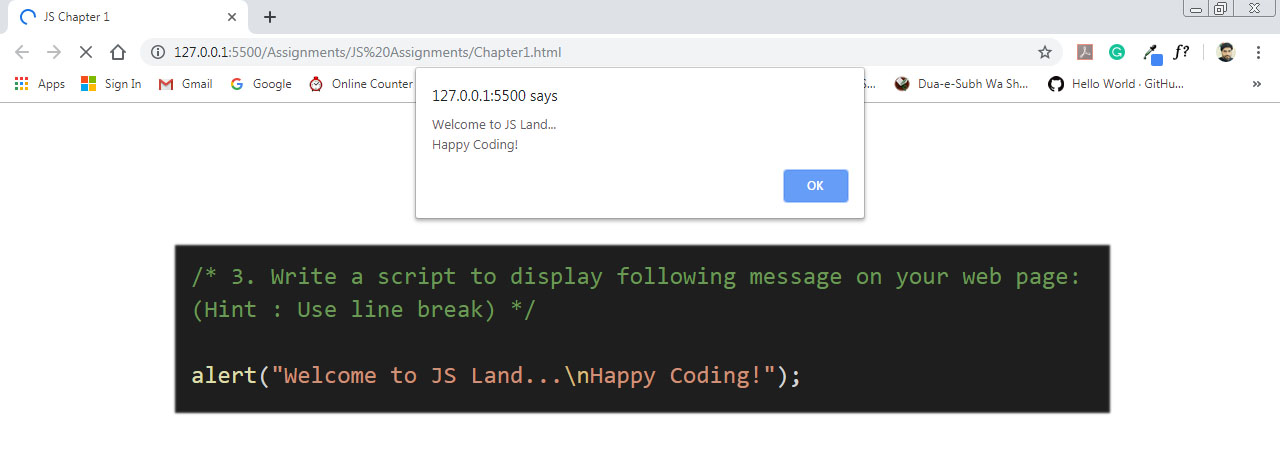 JS Chapter 1
127.0.0.1:5500/Assignments/JS%20Assignments/Chapter1.html
f?
Apps Sign In Gmail Google Online Counter S... Dua-e-Subh Wa Sh... Hello World · GitHu... »
127.0.0.1:5500 says
Welcome to JS Land...
Happy Coding!
OK
/* 3. Write a script to display following message on your web page:
(Hint : Use line break) */
alert("Welcome to JS Land...\nHappy Coding!");